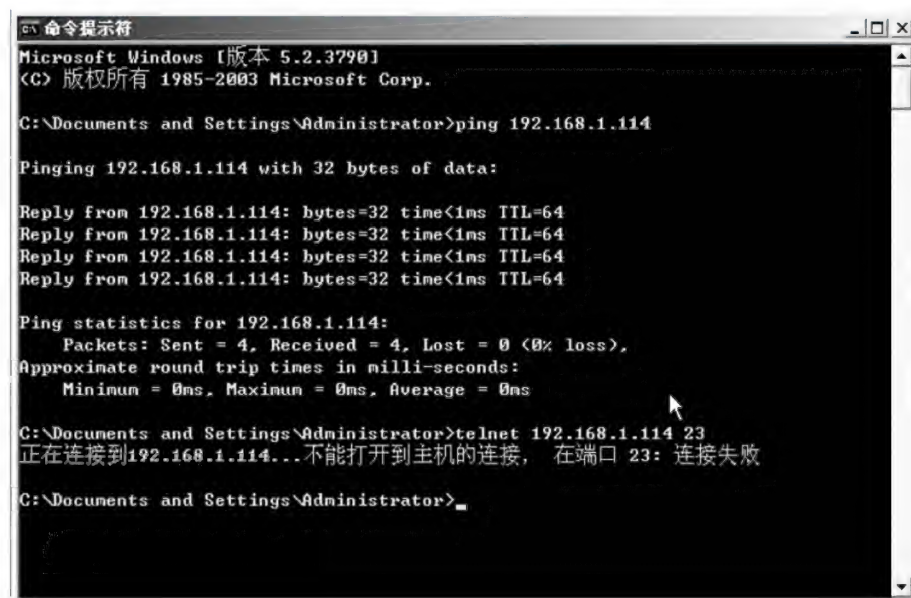 命令提示符
Microsoft Windows [版本 5.2.3790]
(C) 版权所有 1985-2003 Microsoft Corp.
C:\Documents and Settings\Administrator>ping 192.168.1.114
Pinging 192.168.1.114 with 32 bytes of data:
Reply from 192.168.1.114: bytes=32 time<1ms TTL=64
Reply from 192.168.1.114: bytes=32 time<1ms TTL=64
Reply from 192.168.1.114: bytes=32 time<1ms TTL=64
Reply from 192.168.1.114: bytes=32 time<1ms TTL=64
Ping statistics for 192.168.1.114:
    Packets: Sent = 4, Received = 4, Lost = 0 (0% loss),
Approximate round trip times in milli-seconds:
    Minimum = 0ms, Maximum = 0ms, Average = 0ms
C:\Documents and Settings\Administrator>telnet 192.168.1.114 23
正在连接到192.168.1.114...不能打开到主机的连接， 在端口 23: 连接失败
C:\Documents and Settings\Administrator>